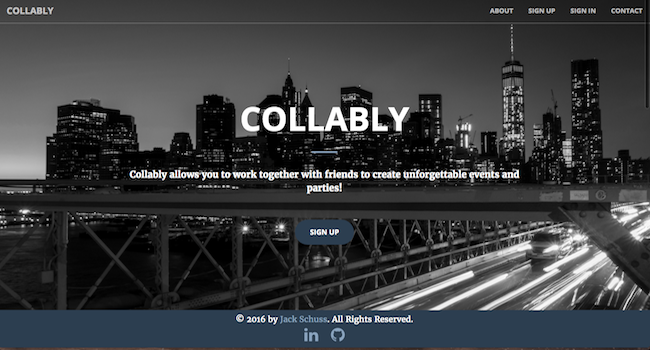 COLLABLY
ABOUT SIGN UP SIGN IN CONTACT
COLLABLY
Collably allows you to work together with friends to create unforgettable events and
parties!
SIGN UP
© 2016 by Jack Schuss. All Rights Reserved.
in